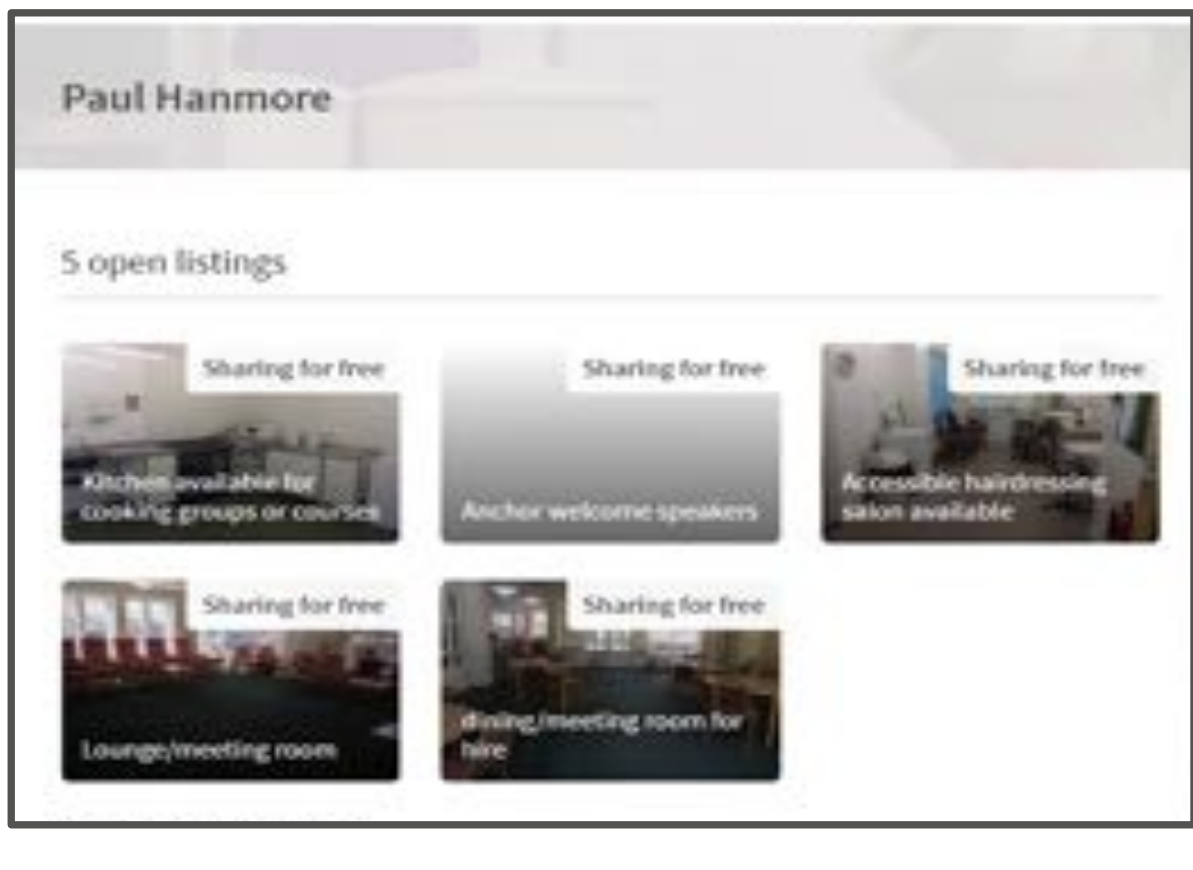 Paul Hanmore
5 open listings
Sharing for free
Sharing for free
Sharing for free
Kitchen available for
cooking groups or courses
Anchor welcome speakers
Accessible hairdressing
salon available
Sharing for free
Sharing for free
Lounge/meeting room
dining/meeting room for
hire